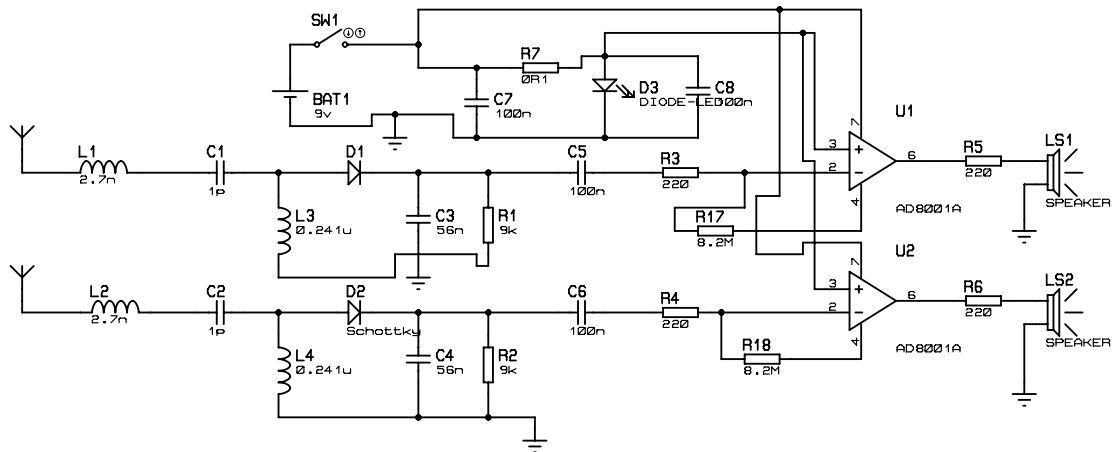 SW1
R7
0R1
D3
DIODE-LED
C8
100n
BAT1
9v
C7
100n
U1
7
3
+
2
−
6
4
AD8001A
R5
220
LS1
SPEAKER
L1
2.7n
C1
1p
D1
C5
100n
R3
220
L3
0.241u
C3
56n
R1
9k
R17
8.2M
U2
7
3
+
2
−
6
4
AD8001A
R6
220
LS2
SPEAKER
L2
2.7n
C2
1p
D2
Schottky
C6
100n
R4
220
L4
0.241u
C4
56n
R2
9k
R18
8.2M